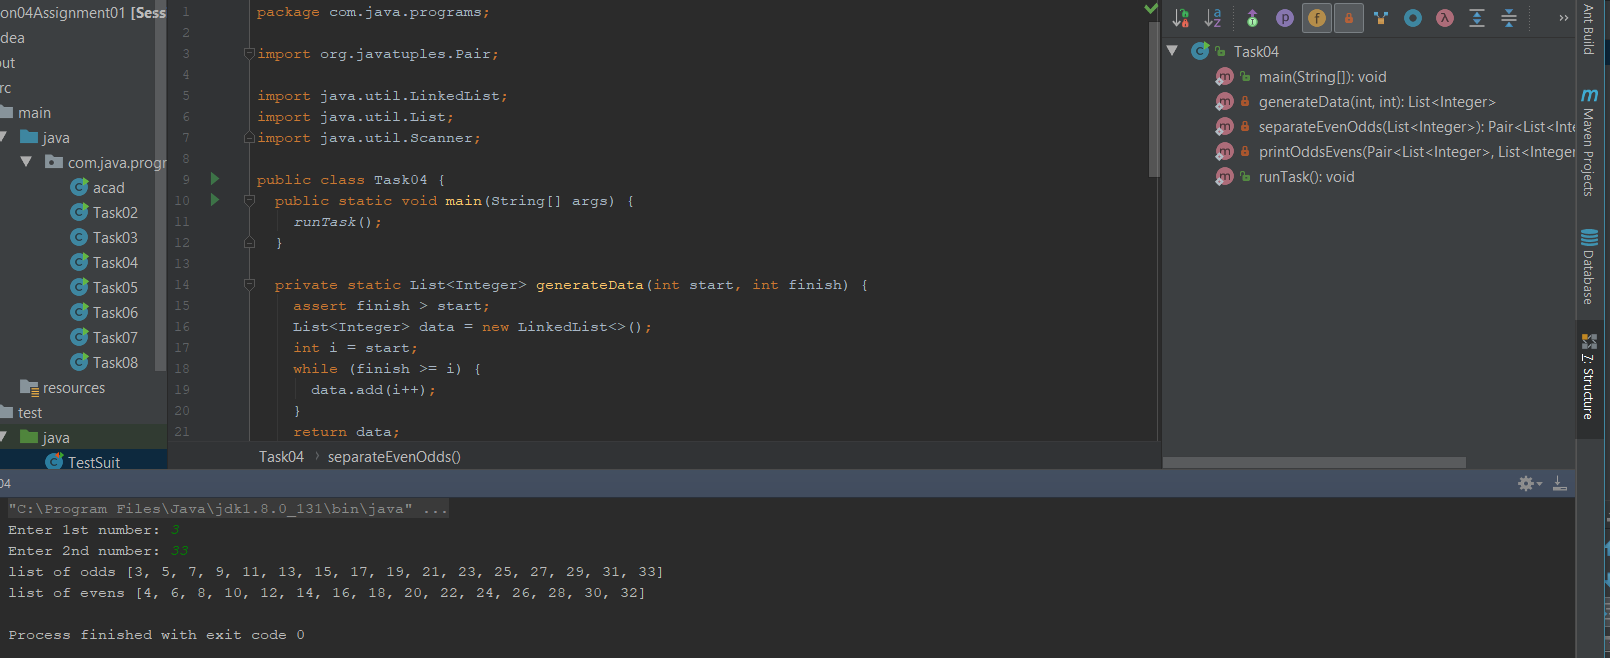 on04Assignment01 [Sess
dea
out
rc
main
java
com.java.progr
acad
Task02
Task03
Task04
Task05
Task06
Task07
Task08
resources
test
java
TestSuit
1 package com.java.programs;
2
3 import org.javatuples.Pair;
4
5 import java.util.LinkedList;
6 import java.util.List;
7 import java.util.Scanner;
8
9 public class Task04 {
10 public static void main(String[] args) {
11 runTask();
12 }
13
14 private static List<Integer> generateData(int start, int finish) {
15 assert finish > start;
16 List<Integer> data = new LinkedList<>();
17 int i = start;
18 while (finish >= i) {
19 data.add(i++);
20 }
21 return data;
Task04 › separateEvenOdds()
Task04
main(String[]): void
generateData(int, int): List<Integer>
separateEvenOdds(List<Integer>): Pair<List<Inte
printOddsEvens(Pair<List<Integer>, List<Integer
runTask(): void
Ant Build
Maven Projects
Database
7: Structure
04
"C:\Program Files\Java\jdk1.8.0_131\bin\java" ...
Enter 1st number: 3
Enter 2nd number: 33
list of odds [3, 5, 7, 9, 11, 13, 15, 17, 19, 21, 23, 25, 27, 29, 31, 33]
list of evens [4, 6, 8, 10, 12, 14, 16, 18, 20, 22, 24, 26, 28, 30, 32]
Process finished with exit code 0